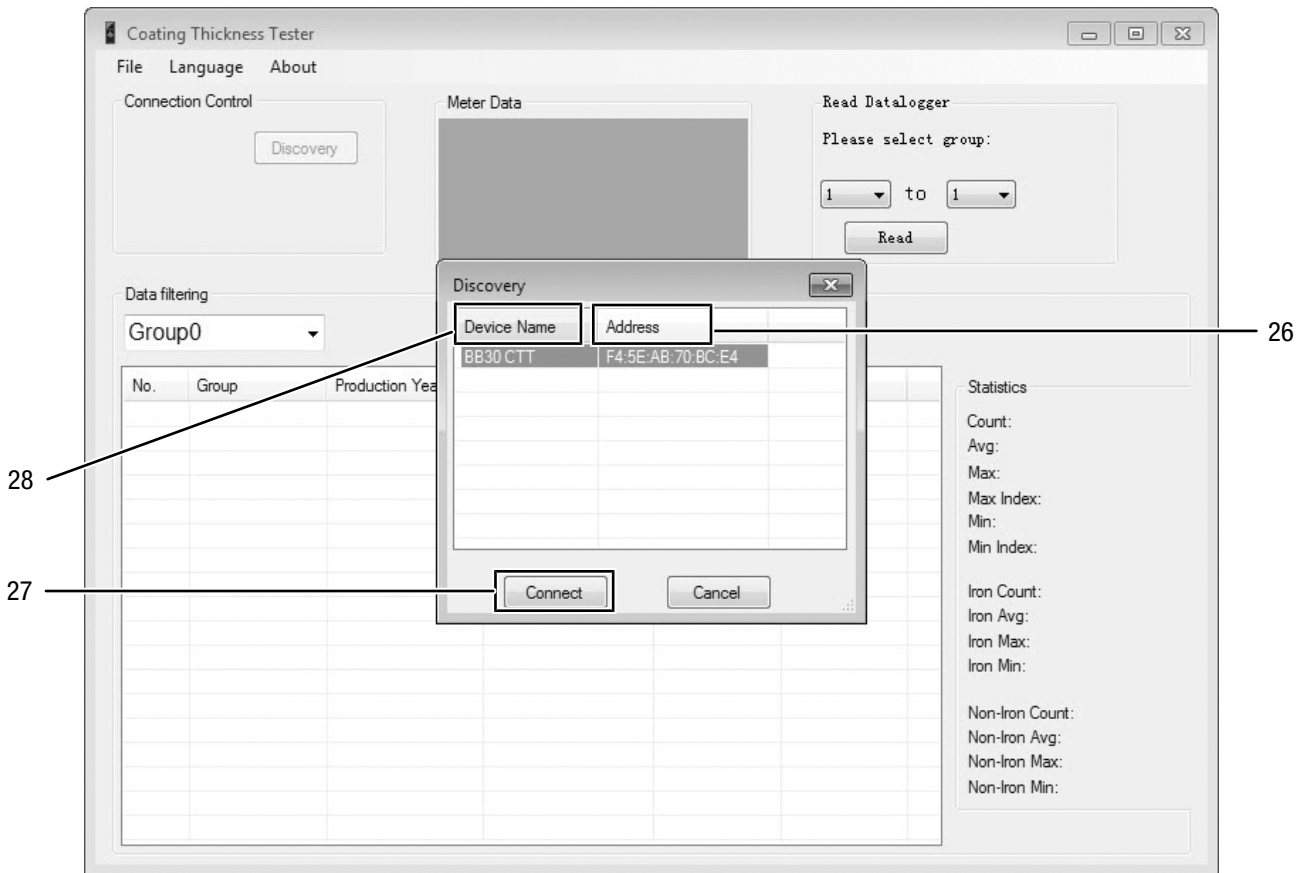 Coating Thickness Tester
File Language About
Connection Control
Discovery
Meter Data
Read Datalogger
Please select group:
1 to 1
Read
Data filtering
Group0
Discovery
Device Name Address
BB30 CTT F4:5E:AB:70:BC:E4
Connect Cancel
26
28
27
No. Group Production Yea
Statistics
Count:
Avg:
Max:
Max Index:
Min:
Min Index:
Iron Count:
Iron Avg:
Iron Max:
Iron Min:
Non-Iron Count:
Non-Iron Avg:
Non-Iron Max:
Non-Iron Min: